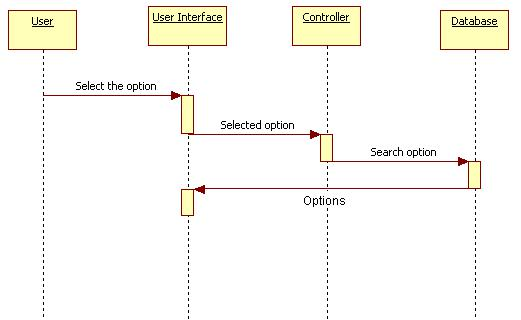 User
User Interface
Controller
Database
Select the option
Selected option
Search option
Options